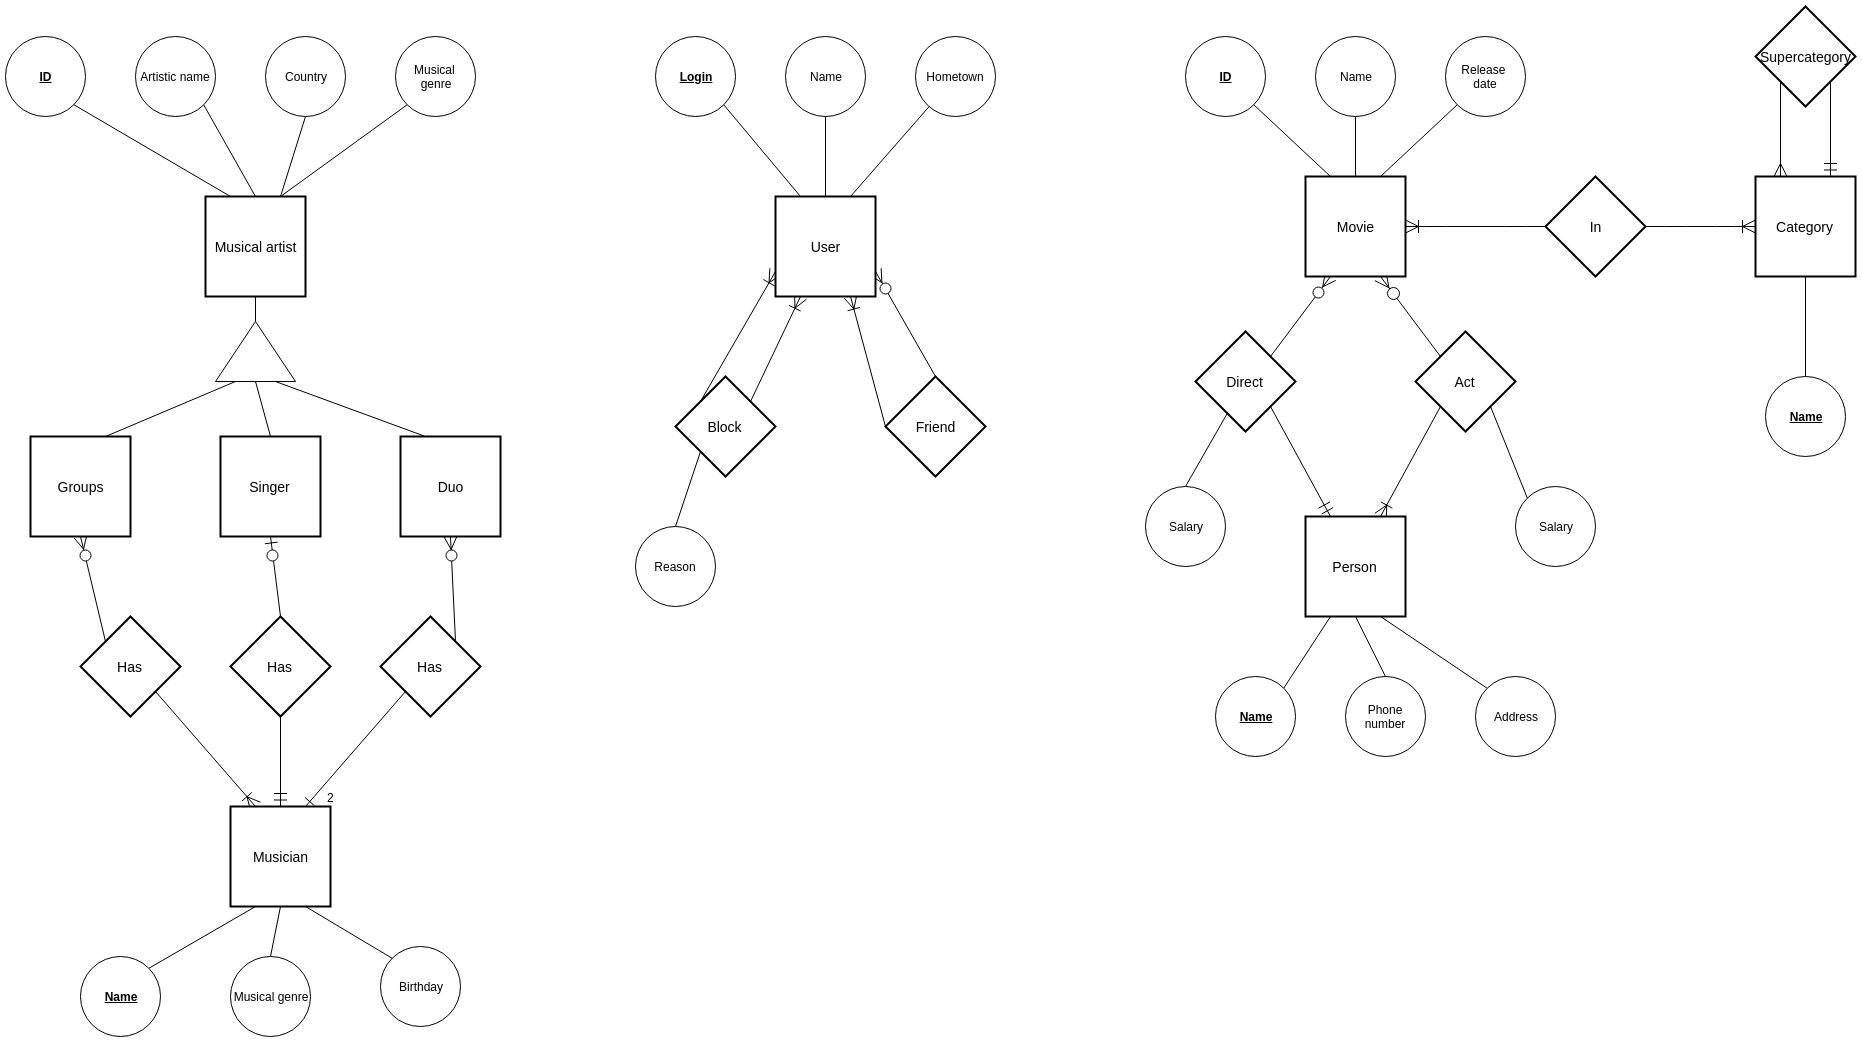 ID
Artistic name
Country
Musical
genre
Musical artist
Groups
Singer
Duo
Has
Has
Has
2
Musician
Name
Musical genre
Birthday
Login
Name
Hometown
User
Block
Friend
Reason
ID
Name
Release
date
Supercategory
Movie
In
Category
Direct
Act
Name
Salary
Salary
Person
Name
Phone
number
Address